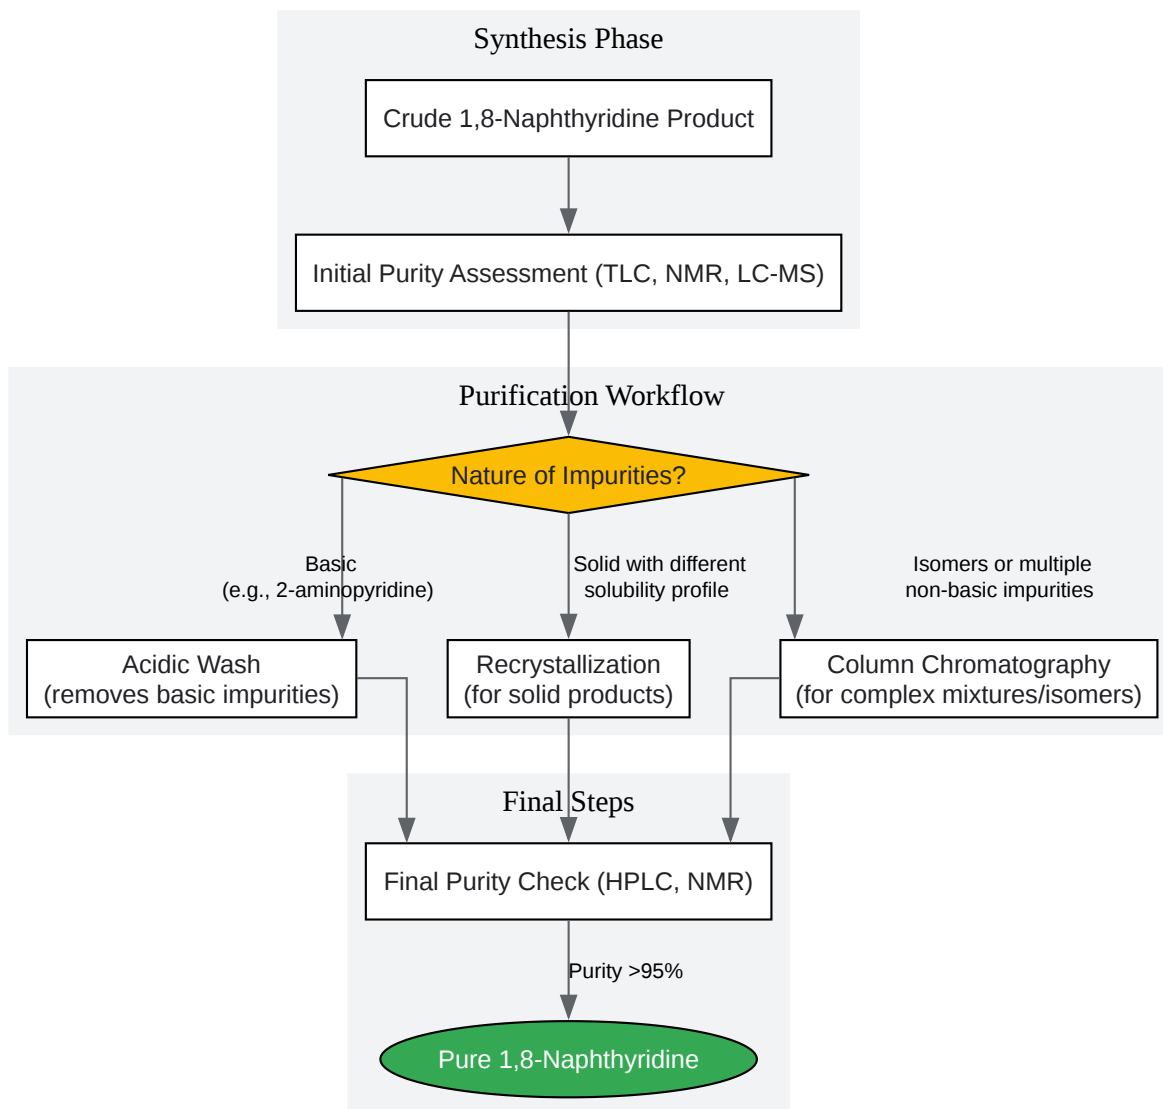 Synthesis Phase
Crude 1,8-Naphthyridine Product
Initial Purity Assessment (TLC, NMR, LC-MS)
Purification Workflow
Nature of Impurities?
Basic
(e.g., 2-aminopyridine)
Solid with different
solubility profile
Isomers or multiple
non-basic impurities
Acidic Wash
(removes basic impurities)
Recrystallization
(for solid products)
Column Chromatography
(for complex mixtures/isomers)
Final Steps
Final Purity Check (HPLC, NMR)
Purity >95%
Pure 1,8-Naphthyridine